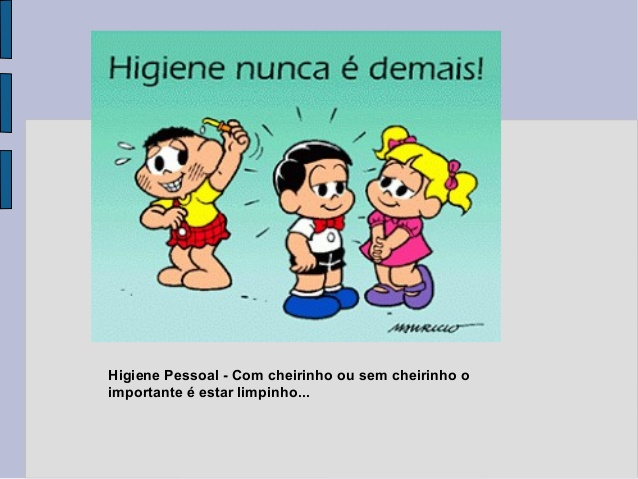 Higiene nunca é demais!
MAURICIO
Higiene Pessoal - Com cheirinho ou sem cheirinho o
importante é estar limpinho...